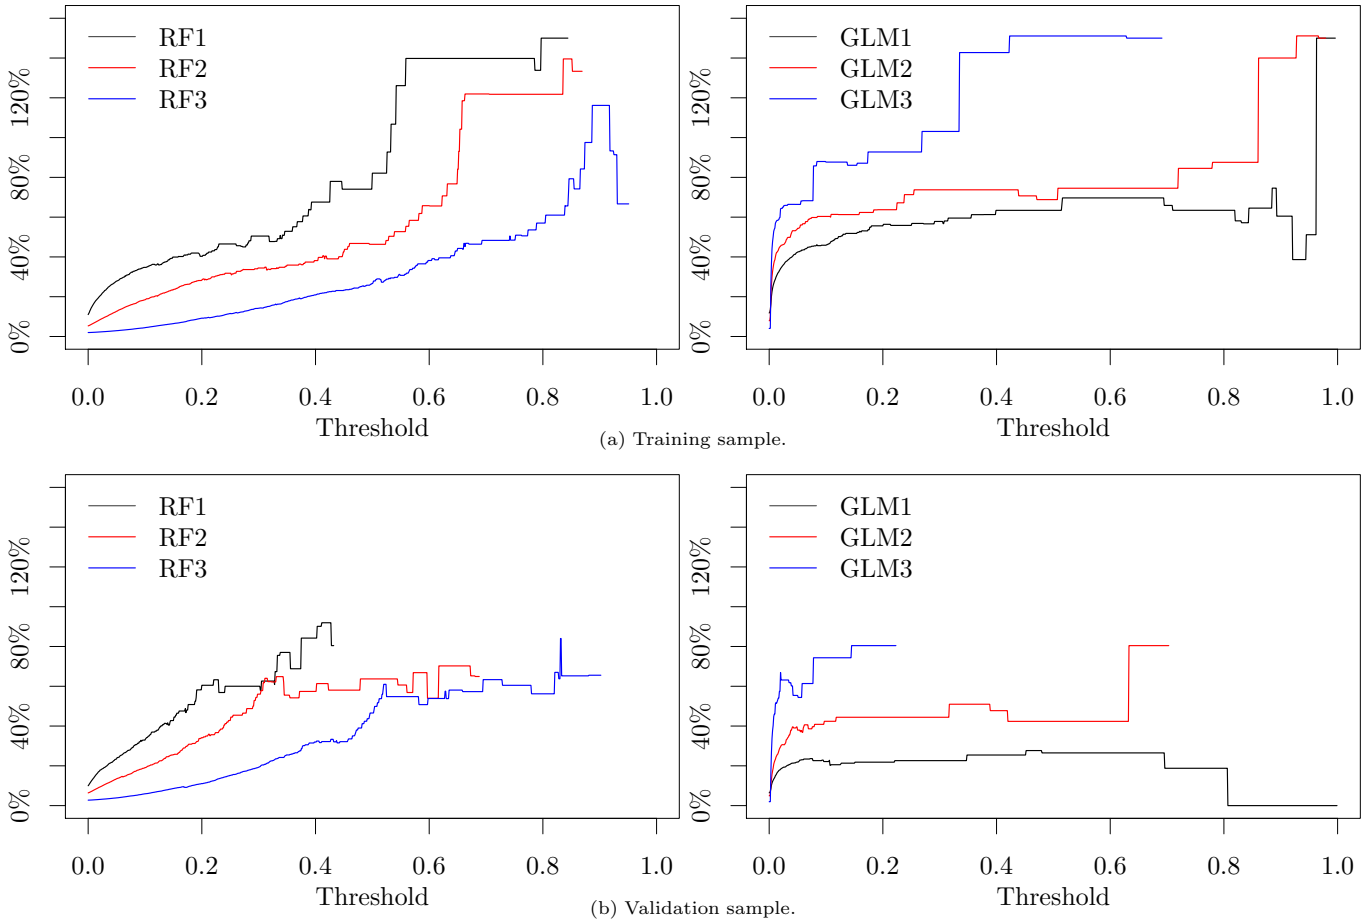 RF1
RF2
RF3
0% 40% 80% 120%
0.0 0.2 0.4 0.6 0.8 1.0
Threshold
GLM1
GLM2
GLM3
0% 40% 80% 120%
0.0 0.2 0.4 0.6 0.8 1.0
Threshold
(a) Training sample.
RF1
RF2
RF3
0% 40% 80% 120%
0.0 0.2 0.4 0.6 0.8 1.0
Threshold
GLM1
GLM2
GLM3
0% 40% 80% 120%
0.0 0.2 0.4 0.6 0.8 1.0
Threshold
(b) Validation sample.